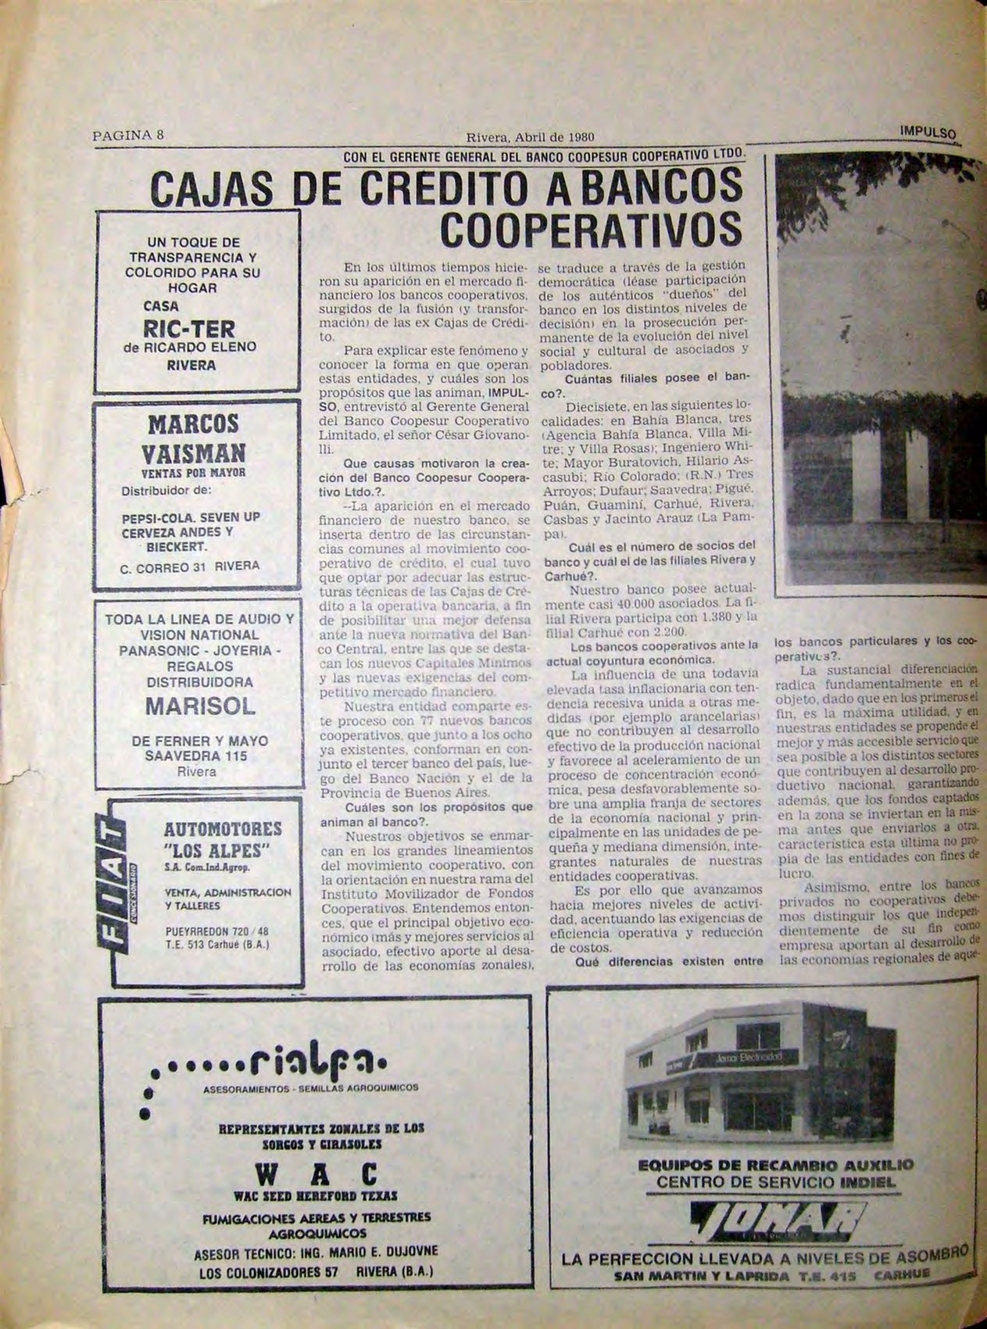 PAGINA 8
Rivera, Abril de 1980
IMPULSO
CON EL GERENTE GENERAL DEL BANCO COOPESUR COOPERATIVO LTDO.
CAJAS DE CREDITO A BANCOS
COOPERATIVOS
UN TOQUE DE
TRANSPARENCIA Y
COLORIDO PARA SU
HOGAR
CASA
RIC-TER
de RICARDO ELENO
RIVERA
MARCOS
VAISMAN
VENTAS POR MAYOR
Distribuidor de:
PEPSI-COLA. SEVEN UP
CERVEZA ANDES Y
BIECKERT.
C. CORREO 31 RIVERA
TODA LA LINEA DE AUDIO Y
VISION NATIONAL
PANASONIC - JOYERIA -
REGALOS
DISTRIBUIDORA
MARISOL
DE FERNER Y MAYO
SAAVEDRA 115
Rivera
FIAT
CONCESIONARIO
AUTOMOTORES
"LOS ALPES"
S.A. Com.Ind.Agrop.
VENTA, ADMINISTRACION
Y TALLERES
PUEYRREDON 720 / 48
T.E. 513 Carhué (B.A.)
En los últimos tiempos hicie-
ron su aparición en el mercado fi-
nanciero los bancos cooperativos,
surgidos de la fusión (y transfor-
mación) de las ex Cajas de Crédi-
to.
Para explicar este fenómeno y
conocer la forma en que operan
estas entidades, y cuáles son los
propósitos que las animan, IMPUL-
SO, entrevistó al Gerente General
del Banco Coopesur Cooperativo
Limitado, el señor César Giovano-
lli.
Que causas motivaron la crea-
ción del Banco Coopesur Coopera-
tivo Ltdo.?.
--La aparición en el mercado
financiero de nuestro banco, se
inserta dentro de las circunstan-
cias comunes al movimiento coo-
perativo de crédito, el cual tuvo
que optar por adecuar las estruc-
turas técnicas de las Cajas de Cré-
dito a la operativa bancaria, a fin
de posibilitar una mejor defensa
ante la nueva normativa del Ban-
co Central, entre las que se desta-
can los nuevos Capitales Mínimos
y las nuevas exigencias del com-
petitivo mercado financiero.
Nuestra entidad comparte es-
te proceso con 77 nuevos bancos
cooperativos, que junto a los ocho
ya existentes, conforman en con-
junto el tercer banco del país, lue-
go del Banco Nación y el de la
Provincia de Buenos Aires.
Cuáles son los propósitos que
animan al banco?.
Nuestros objetivos se enmar-
can en los grandes lineamientos
del movimiento cooperativo, con
la orientación en nuestra rama del
Instituto Movilizador de Fondos
Cooperativos. Entendemos enton-
ces, que el principal objetivo eco-
nómico (más y mejores servicios al
asociado, efectivo aporte al desa-
rrollo de las economías zonales),
se traduce a través de la gestión
democrática (léase participación
de los auténticos "dueños" del
banco en los distintos niveles de
decisión) en la prosecución per-
manente de la evolución del nivel
social y cultural de asociados y
pobladores.
Cuántas filiales posee el ban-
co?.
Diecisiete, en las siguientes lo-
calidades: en Bahía Blanca, tres
(Agencia Bahía Blanca, Villa Mi-
tre; y Villa Rosas); Ingeniero Whi-
te; Mayor Buratovich, Hilario As-
casubi; Río Colorado; (R.N.) Tres
Arroyos; Dufaur; Saavedra; Pigué,
Puán, Guaminí, Carhué, Rivera,
Casbas y Jacinto Arauz (La Pam-
pa).
Cuál es el número de socios del
banco y cuál el de las filiales Rivera y
Carhué?.
Nuestro banco posee actual-
mente casi 40.000 asociados. La fi-
lial Rivera participa con 1.380 y la
filial Carhué con 2.200.
Los bancos cooperativos ante la
actual coyuntura económica.
La influencia de una todavía
elevada tasa inflacionaria con ten-
dencia recesiva unida a otras me-
didas (por ejemplo arancelarias)
que no contribuyen al desarrollo
efectivo de la producción nacional
y favorece al aceleramiento de un
proceso de concentración econó-
mica, pesa desfavorablemente so-
bre una amplia franja de sectores
de la economía nacional y prin-
cipalmente en las unidades de pe-
queña y mediana dimensión, inte-
grantes naturales de nuestras
entidades cooperativas.
Es por ello que avanzamos
hacia mejores niveles de activi-
dad, acentuando las exigencias de
eficiencia operativa y reducción
de costos.
Qué diferencias existen entre
los bancos particulares y los coo-
perativos?.
La sustancial diferenciación
radica fundamentalmente en el
objeto, dado que en los primeros el
fin, es la máxima utilidad, y en
nuestras entidades se propende el
mejor y más accesible servicio que
sea posible a los distintos sectores
que contribuyen al desarrollo pro-
ductivo nacional, garantizando
además, que los fondos captados
en la zona se inviertan en la mis-
ma antes que enviarlos a otra,
característica esta última no pro-
pia de las entidades con fines de
lucro.
Asimismo, entre los bancos
privados no cooperativos debe-
mos distinguir los que indepen-
dientemente de su fin como
empresa aportan al desarrollo de
las economías regionales de aque-
rialpa
ASESORAMIENTOS - SEMILLAS AGROQUIMICOS
REPRESENTANTES ZONALES DE LOS
SORGOS Y GIRASOLES
W A C
WAC SEED HEREFORD TEXAS
FUMIGACIONES AEREAS Y TERRESTRES
AGROQUIMICOS
ASESOR TECNICO: ING. MARIO E. DUJOVNE
LOS COLONIZADORES 57 RIVERA (B.A.)
Jomar Electricidad
EQUIPOS DE RECAMBIO AUXILIO
CENTRO DE SERVICIO INDIEL
JOMAR
LA PERFECCION LLEVADA A NIVELES DE ASOMBRO
SAN MARTIN Y LAPRIDA T.E. 415 CARHUE